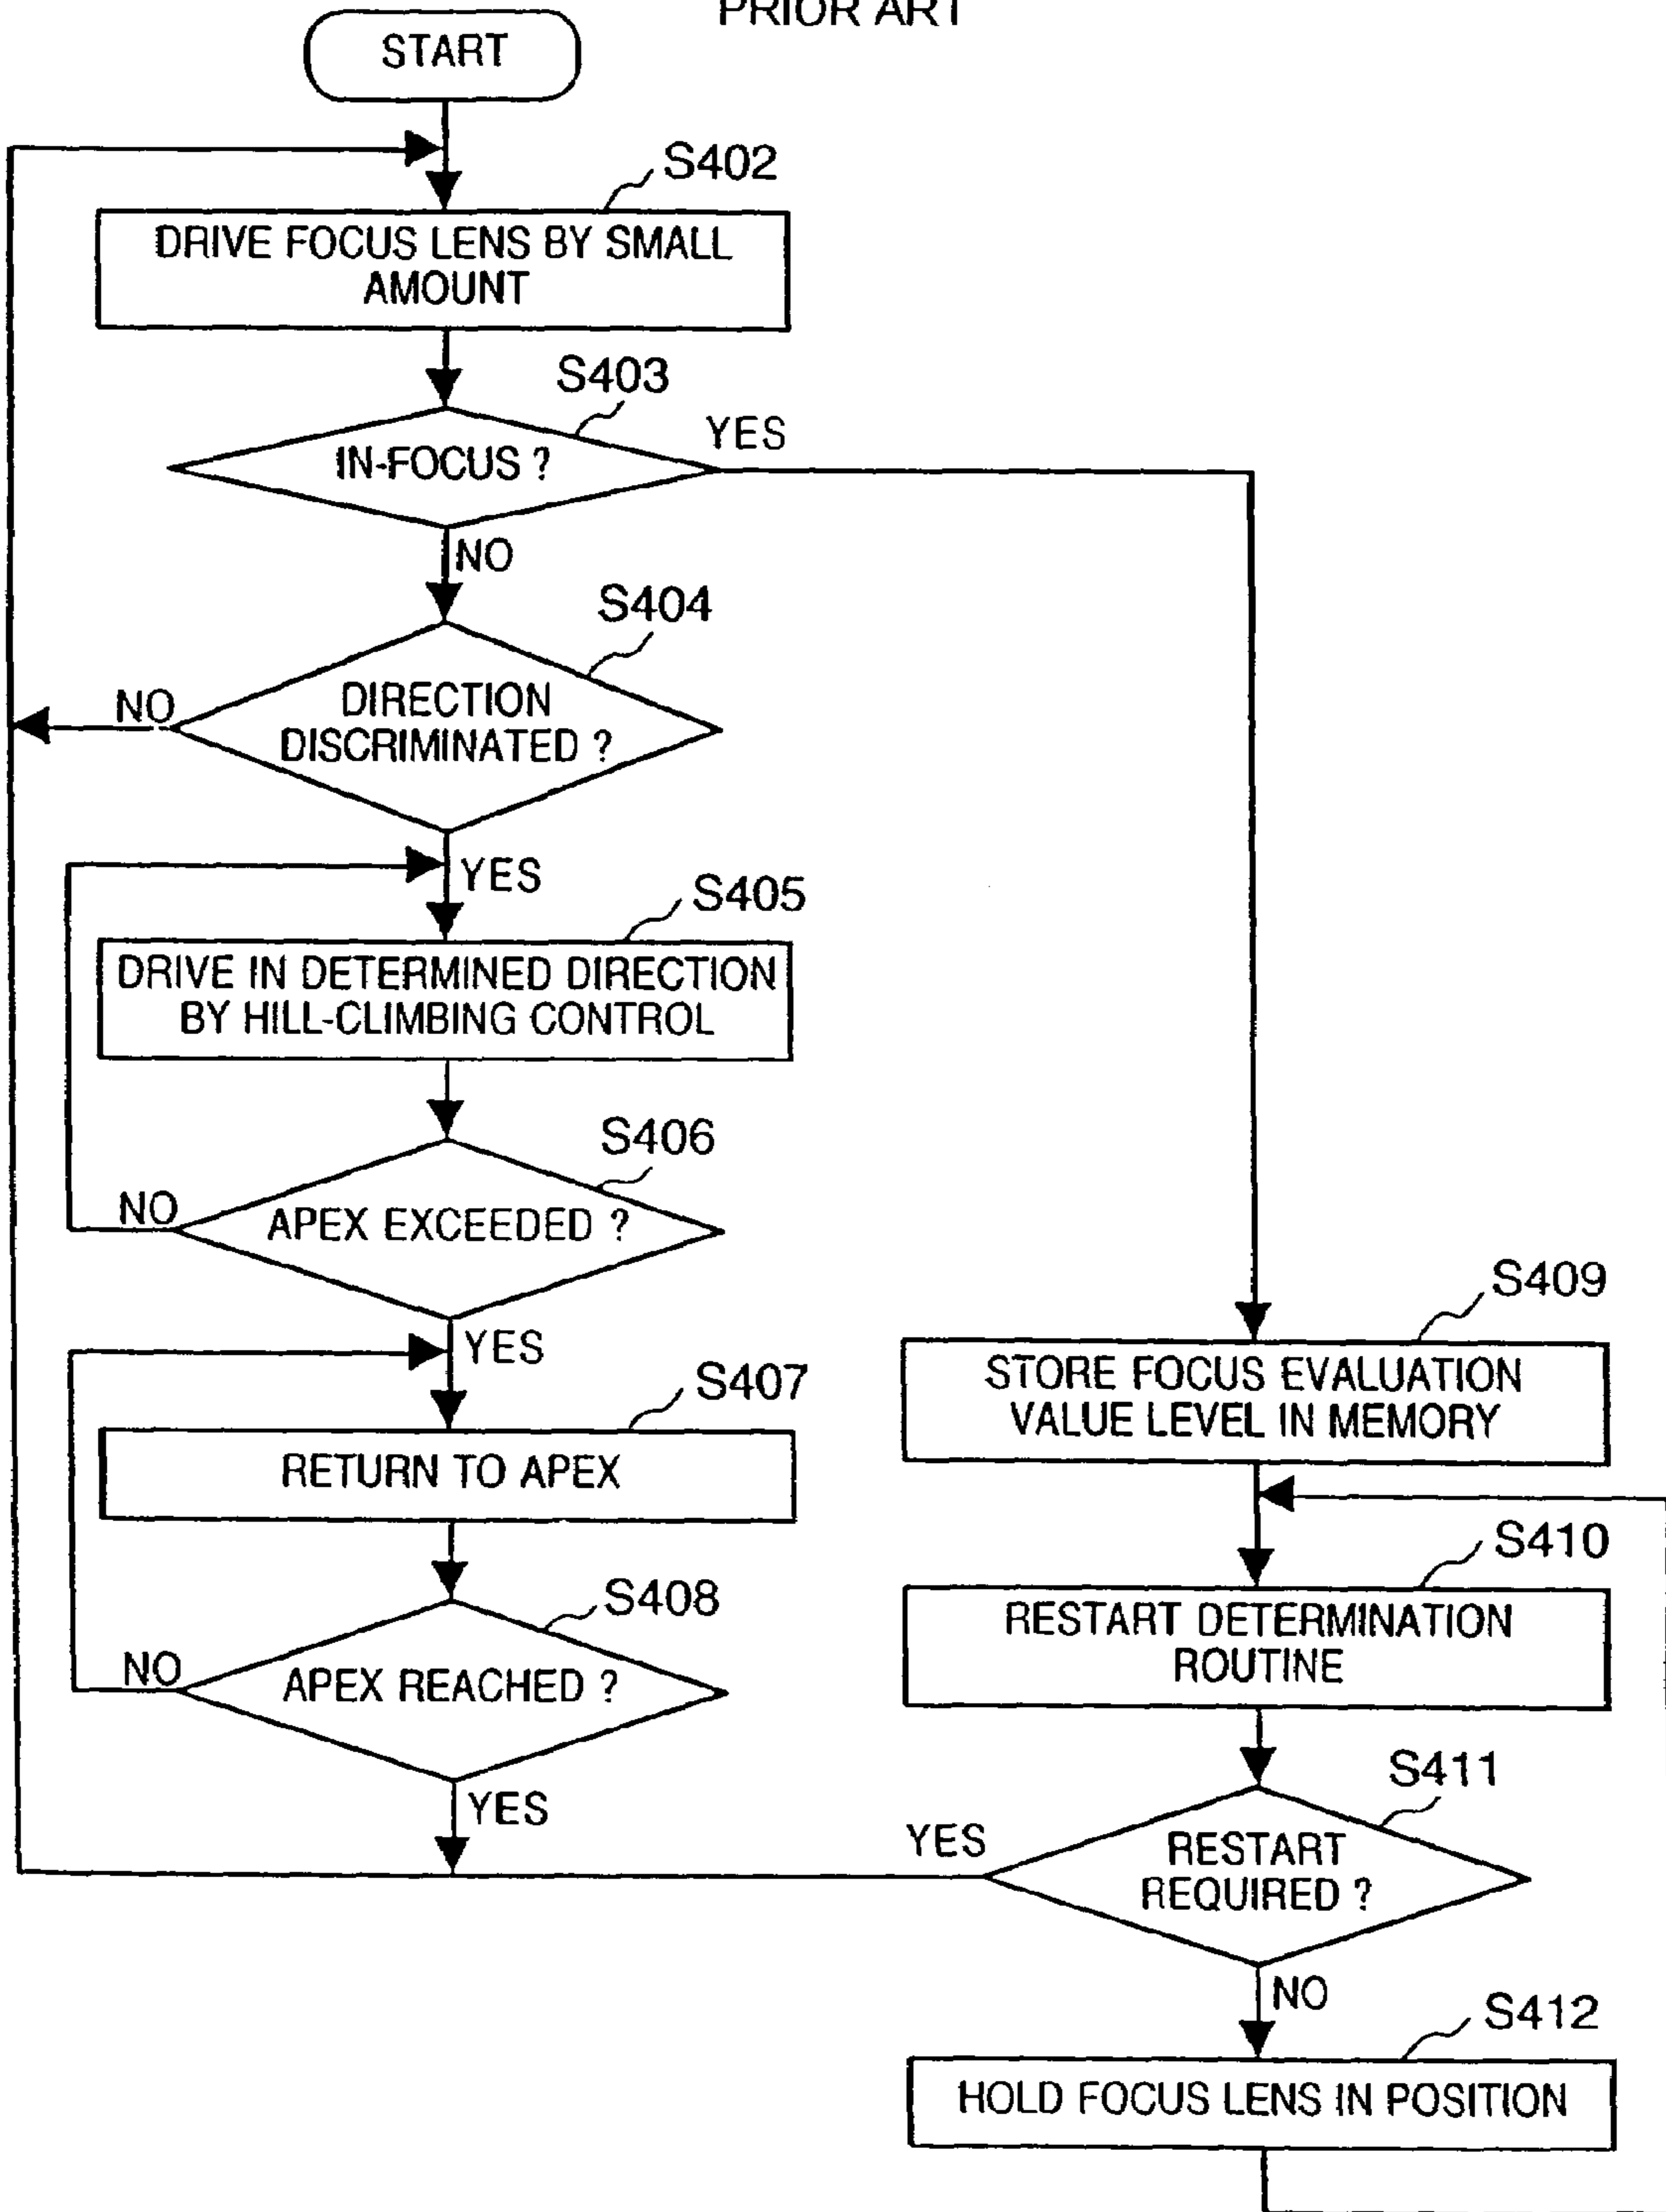 PRIOR ART
START
S402
DRIVE FOCUS LENS BY SMALL
AMOUNT
S403
IN-FOCUS ?
YES
NO
S404
DIRECTION
DISCRIMINATED ?
NO
YES
S405
DRIVE IN DETERMINED DIRECTION
BY HILL-CLIMBING CONTROL
S406
APEX EXCEEDED ?
NO
YES
S407
RETURN TO APEX
S408
APEX REACHED ?
NO
YES
S409
STORE FOCUS EVALUATION
VALUE LEVEL IN MEMORY
S410
RESTART DETERMINATION
ROUTINE
S411
RESTART
REQUIRED ?
YES
NO
S412
HOLD FOCUS LENS IN POSITION